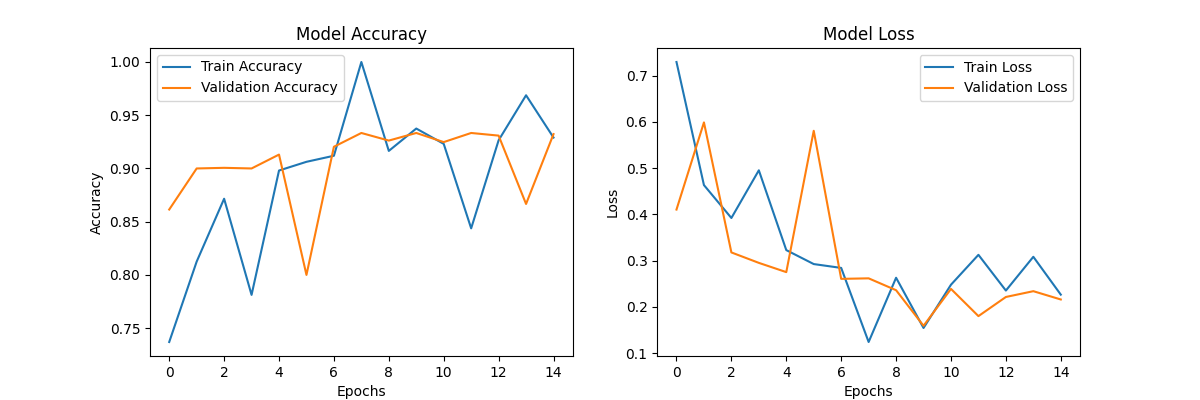 Model Accuracy
Train Accuracy
Validation Accuracy
1.00
0.95
0.90
0.85
0.80
0.75
Accuracy
0 2 4 6 8 10 12 14
Epochs
Model Loss
Train Loss
Validation Loss
0.7
0.6
0.5
0.4
0.3
0.2
0.1
Loss
0 2 4 6 8 10 12 14
Epochs